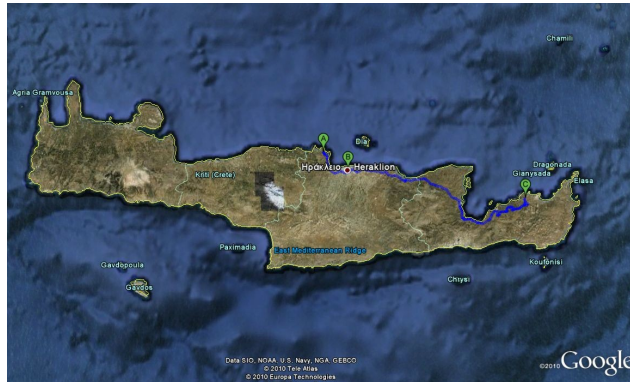 Chamili
Agria Gramvousa
A
Dia
B
Ηράκλειο Heraklion
Dragonada
Gianysada
Kriti (Crete)
Elasa
C
Paximadia
East Mediterranean Ridge
Gavdopoula
Koufonisi
Chrysi
Gavdos
Data SIO, NOAA, U.S. Navy, NGA, GEBCO
© 2010 Tele Atlas
© 2010 Europa Technologies
©2010 Google